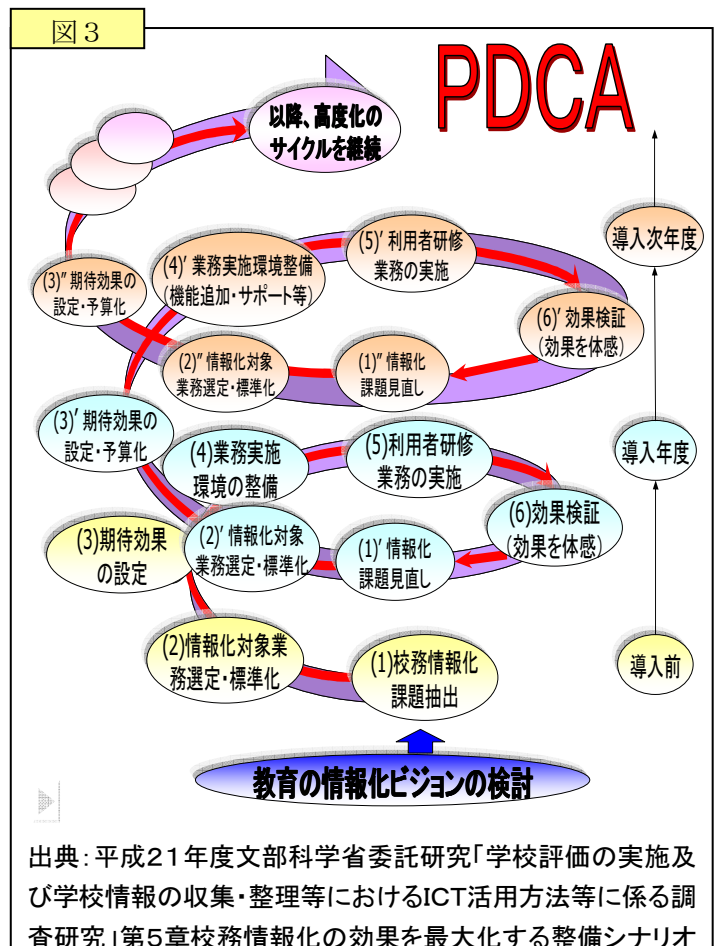 図3
PDCA
以降、高度化の
サイクルを継続
導入次年度
(3)″期待効果の
設定・予算化
(4)′業務実施環境整備
(機能追加・サポート等)
(5)′利用者研修
業務の実施
(6)′効果検証
(効果を体感)
(2)″情報化対象
業務選定・標準化
(1)″情報化
課題見直し
(3)′期待効果の
設定・予算化
(4)業務実施
環境の整備
(5)利用者研修
業務の実施
導入年度
(6)効果検証
(効果を体感)
(3)期待効果
の設定
(2)′情報化対象
業務選定・標準化
(1)′情報化
課題見直し
(2)情報化対象業
務選定・標準化
(1)校務情報化
課題抽出
導入前
教育の情報化ビジョンの検討
出典:平成21年度文部科学省委託研究「学校評価の実施及
び学校情報の収集・整理等におけるICT活用方法等に係る調
査研究」第5章校務情報化の効果を最大化する整備シナリオ